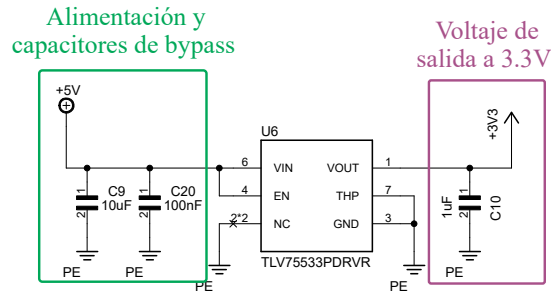 Alimentación y
capacitores de bypass
Voltaje de
salida a 3.3V
+5V
+3V3
U6
6 VIN VOUT 1
4 EN THP 7
2*2 NC GND 3
TLV75533PDRVR
1 C9 2 10uF
1 C20 2 100nF
1 2 1uF C10
PE
PE
PE
PE
PE